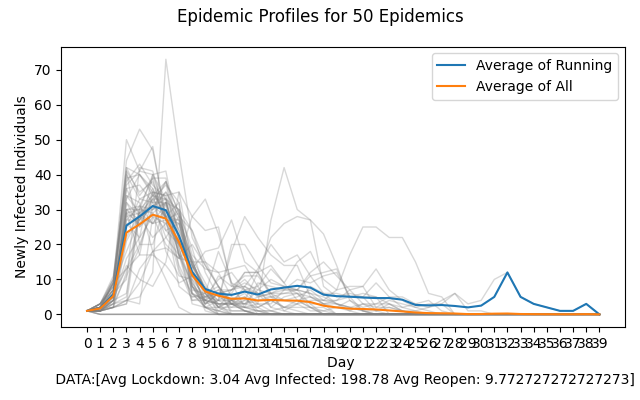 Epidemic Profiles for 50 Epidemics
Average of Running
Average of All
Newly Infected Individuals
70
60
50
40
30
20
10
0
0 1 2 3 4 5 6 7 8 9 10 11 12 13 14 15 16 17 18 19 20 21 22 23 24 25 26 27 28 29 30 31 32 33 34 35 36 37 38 39
Day
DATA:[Avg Lockdown: 3.04 Avg Infected: 198.78 Avg Reopen: 9.772727272727273]